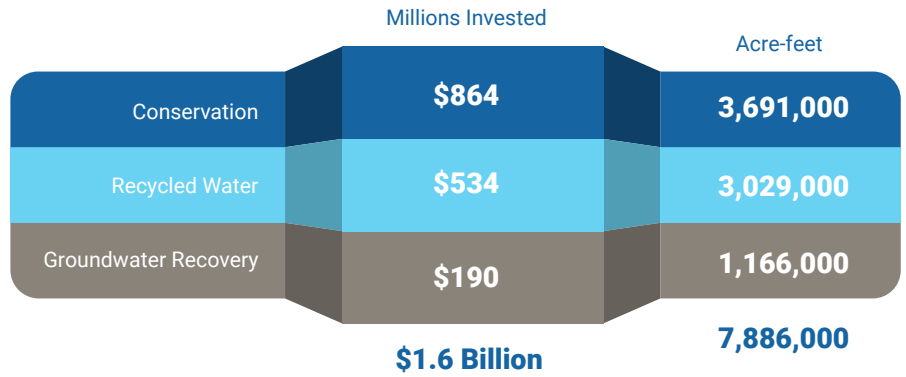 Millions Invested
Acre-feet
Conservation $864 3,691,000
Recycled Water $534 3,029,000
Groundwater Recovery $190 1,166,000
$1.6 Billion 7,886,000